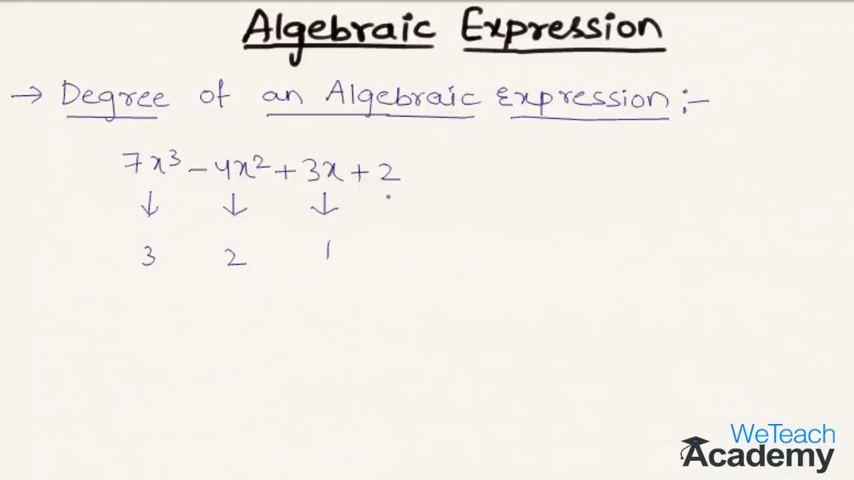 Algebraic Expression
→ Degree of an Algebraic Expression :-
7x³ - 4x² + 3x + 2
↓ ↓ ↓
3 2 1
WeTeach
Academy